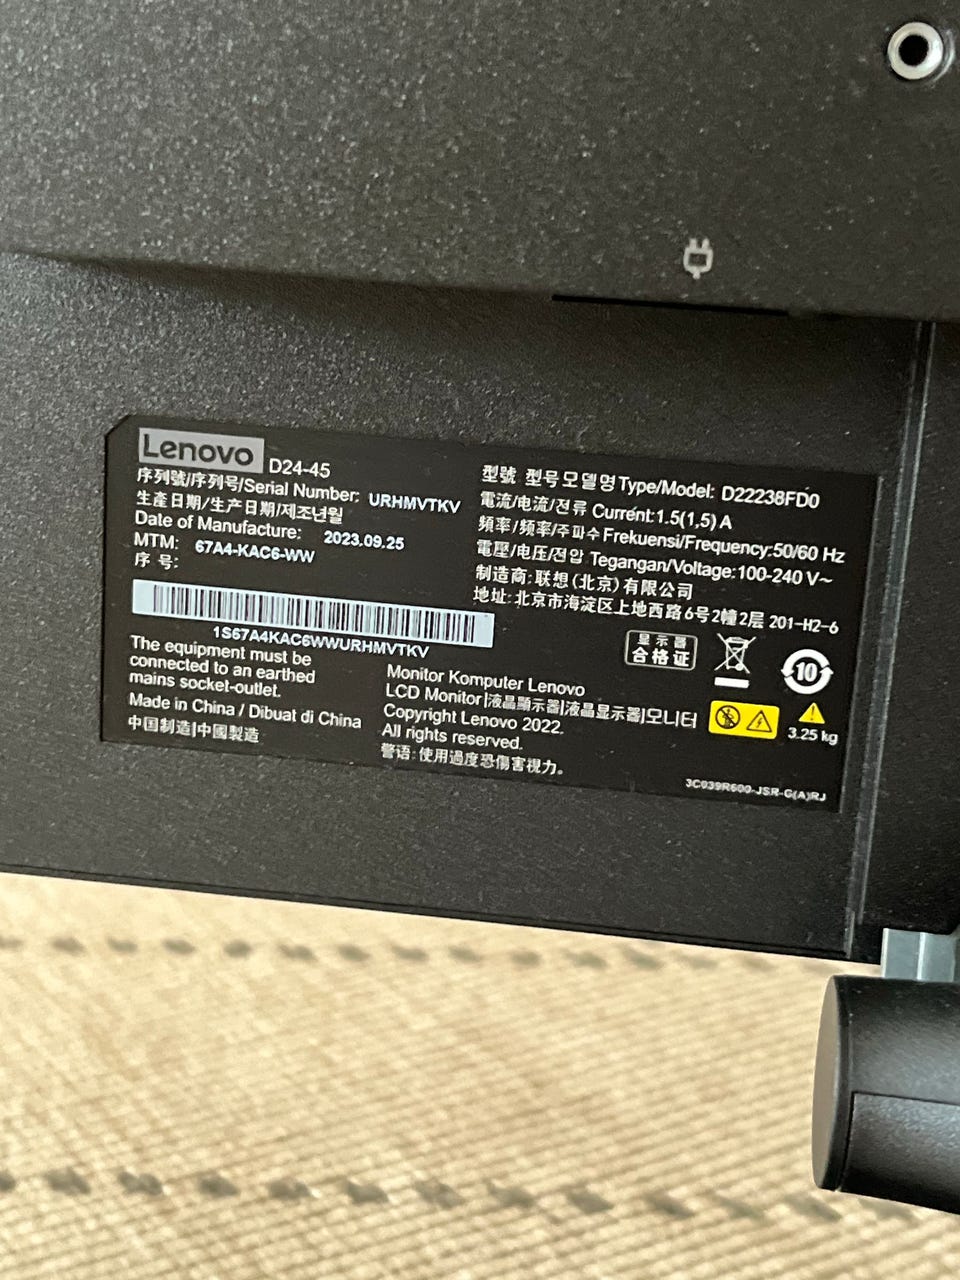 Lenovo D24-45
序列號/序列号/Serial Number: URHMVTKV
生產日期/生产日期/제조년월
Date of Manufacture: 2023.09.25
MTM: 67A4-KAC6-WW
序 号:
1S67A4KAC6WWURHMVTKV
The equipment must be
connected to an earthed
mains socket-outlet.
Made in China / Dibuat di China
中国制造|中國製造
型號 型号 모델명 Type/Model: D22238FD0
電流/电流/전류 Current:1.5(1,5) A
頻率/频率/주파수 Frekuensi/Frequency:50/60 Hz
電壓/电压/전압 Tegangan/Voltage:100-240 V~
制造商: 联想 (北京) 有限公司
地址: 北京市海淀区上地西路6号2幢2层 201-H2-6
显示器
合格证
10
Monitor Komputer Lenovo
LCD Monitor|液晶顯示器|液晶显示器|모니터
Copyright Lenovo 2022.
All rights reserved.
警语: 使用過度恐傷害視力。
3.25 kg
3C039R600-JSR-G(A)RJ